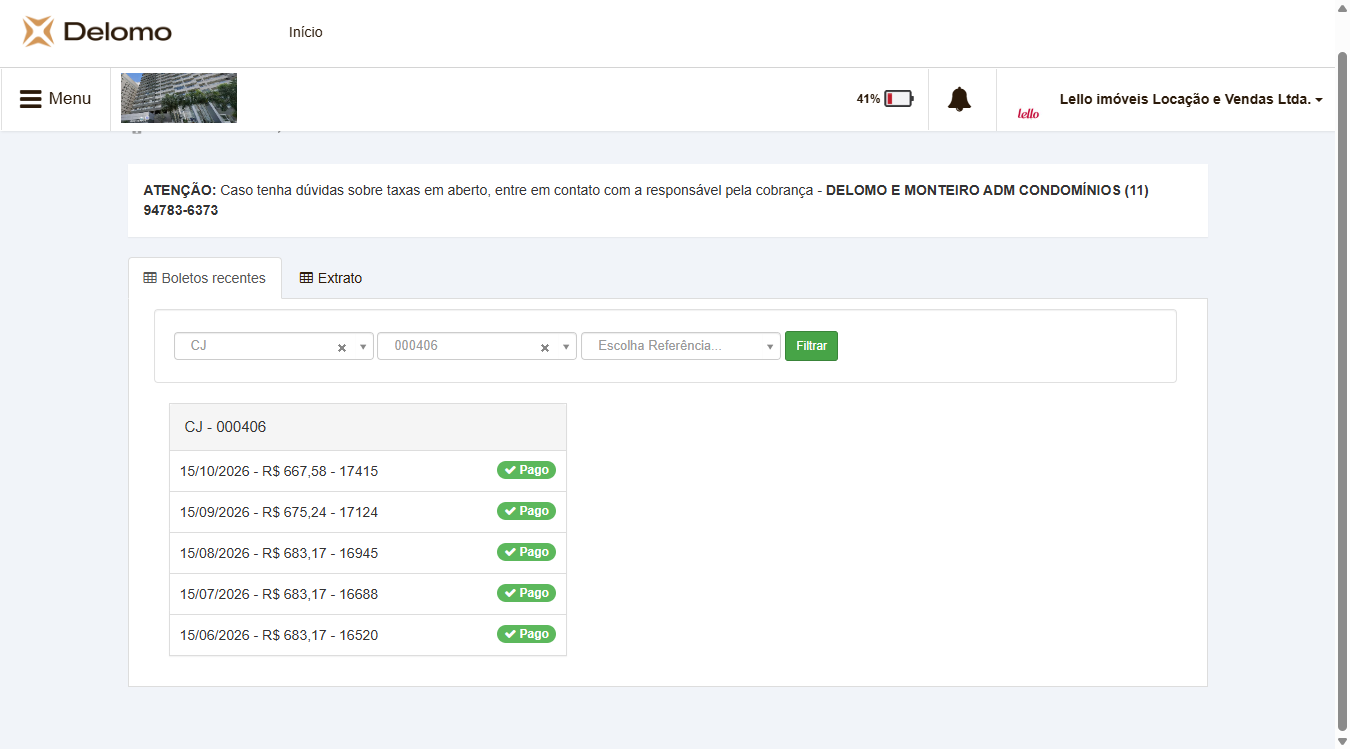 Delomo
Início
Menu
41%
lello
Lello imóveis Locação e Vendas Ltda.
ATENÇÃO: Caso tenha dúvidas sobre taxas em aberto, entre em contato com a responsável pela cobrança - DELOMO E MONTEIRO ADM CONDOMÍNIOS (11)
94783-6373
Boletos recentes
Extrato
CJ
000406
Escolha Referência...
Filtrar
CJ - 000406
15/10/2026 - R$ 667,58 - 17415
Pago
15/09/2026 - R$ 675,24 - 17124
Pago
15/08/2026 - R$ 683,17 - 16945
Pago
15/07/2026 - R$ 683,17 - 16688
Pago
15/06/2026 - R$ 683,17 - 16520
Pago